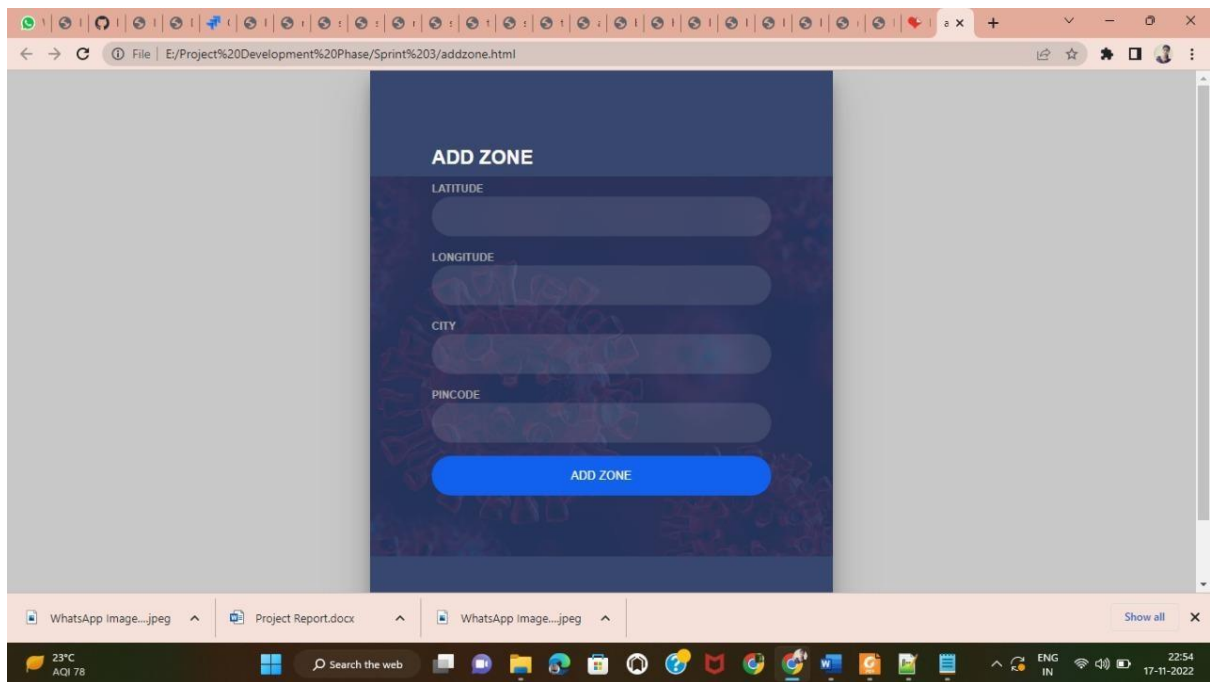 File E:/Project%20Development%20Phase/Sprint%203/addzone.html
ADD ZONE
LATITUDE
LONGITUDE
CITY
PINCODE
ADD ZONE
WhatsApp Image....jpeg
Project Report.docx
WhatsApp Image....jpeg
Show all
23°C
AQI 78
Search the web
ENG
IN
22:54
17-11-2022